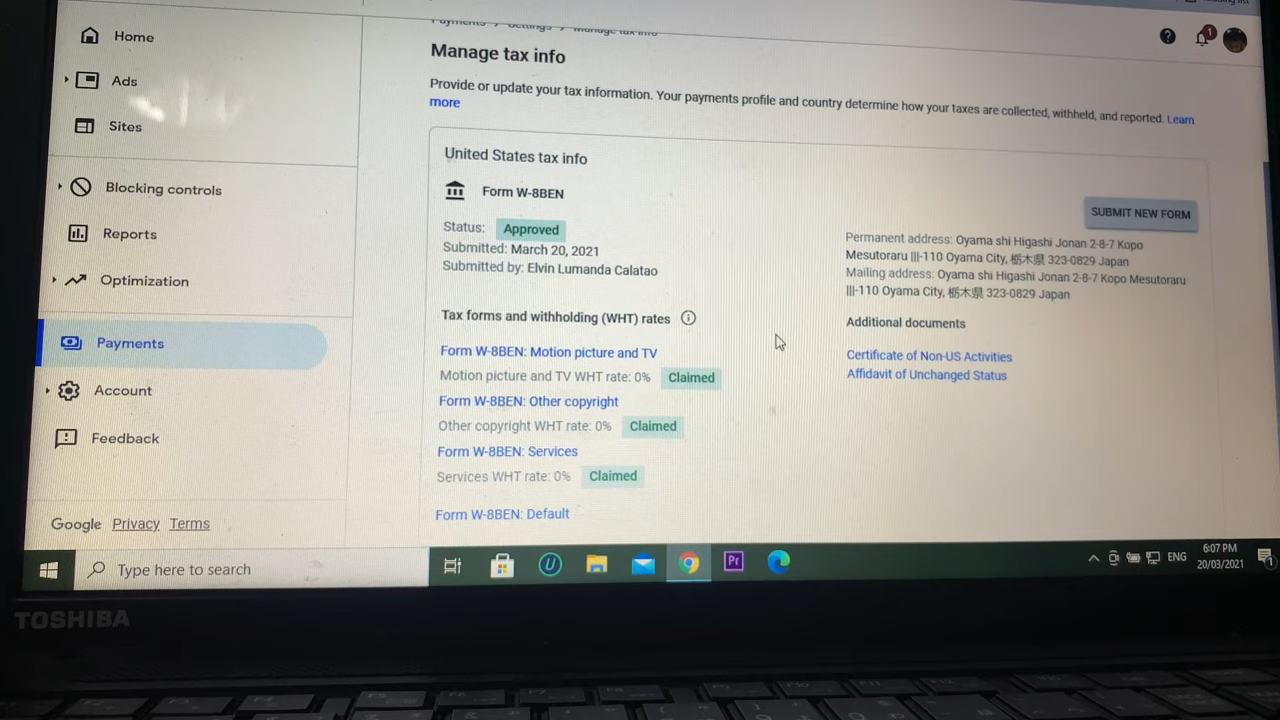 Home
Ads
Sites
Blocking controls
Reports
Optimization
Payments
Account
Feedback
Google Privacy Terms
Payments > Settings > Manage tax info
Manage tax info
Provide or update your tax information. Your payments profile and country determine how your taxes are collected, withheld, and reported. Learn
more
United States tax info
Form W-8BEN
SUBMIT NEW FORM
Status: Approved
Submitted: March 20, 2021
Submitted by: Elvin Lumanda Calatao
Permanent address: Oyama shi Higashi Jonan 2-8-7 Kopo
Mesutoraru |||-110 Oyama City, 栃木県 323-0829 Japan
Mailing address: Oyama shi Higashi Jonan 2-8-7 Kopo Mesutoraru
|||-110 Oyama City, 栃木県 323-0829 Japan
Tax forms and withholding (WHT) rates
Form W-8BEN: Motion picture and TV
Motion picture and TV WHT rate: 0% Claimed
Form W-8BEN: Other copyright
Other copyright WHT rate: 0% Claimed
Form W-8BEN: Services
Services WHT rate: 0% Claimed
Form W-8BEN: Default
Additional documents
Certificate of Non-US Activities
Affidavit of Unchanged Status
Type here to search
Pr
ENG
6:07 PM
20/03/2021
1
1
TOSHIBA